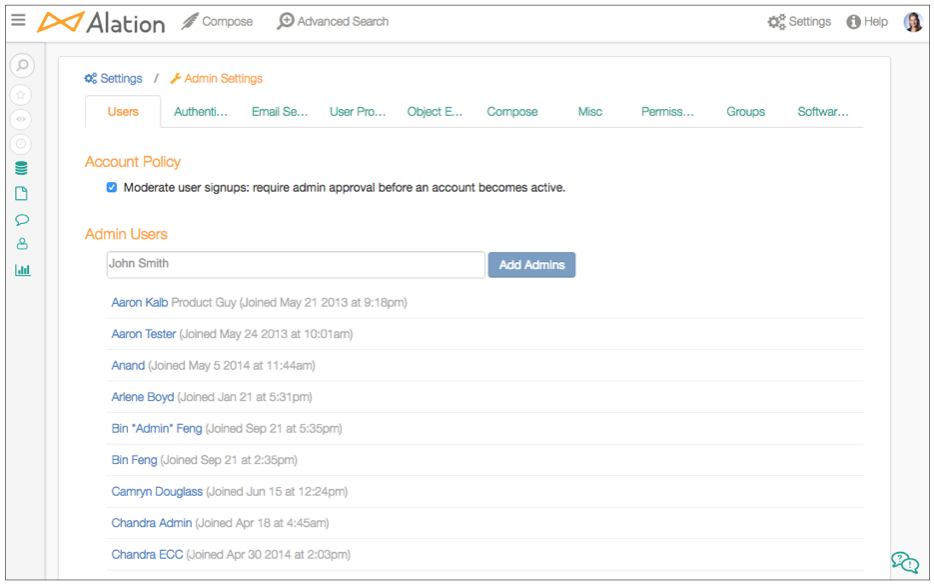 Alation Compose Advanced Search Settings Help
Settings / Admin Settings
Users Authenti... Email Se... User Pro... Object E... Compose Misc Permiss... Groups Softwar...
Account Policy
Moderate user signups: require admin approval before an account becomes active.
Admin Users
John Smith Add Admins
Aaron Kalb Product Guy (Joined May 21 2013 at 9:18pm)
Aaron Tester (Joined May 24 2013 at 10:01am)
Anand (Joined May 5 2014 at 11:44am)
Arlene Boyd (Joined Jan 21 at 5:31pm)
Bin "Admin" Feng (Joined Sep 21 at 5:35pm)
Bin Feng (Joined Sep 21 at 2:35pm)
Camryn Douglass (Joined Jun 15 at 12:24pm)
Chandra Admin (Joined Apr 18 at 4:45am)
Chandra ECC (Joined Apr 30 2014 at 2:03pm)